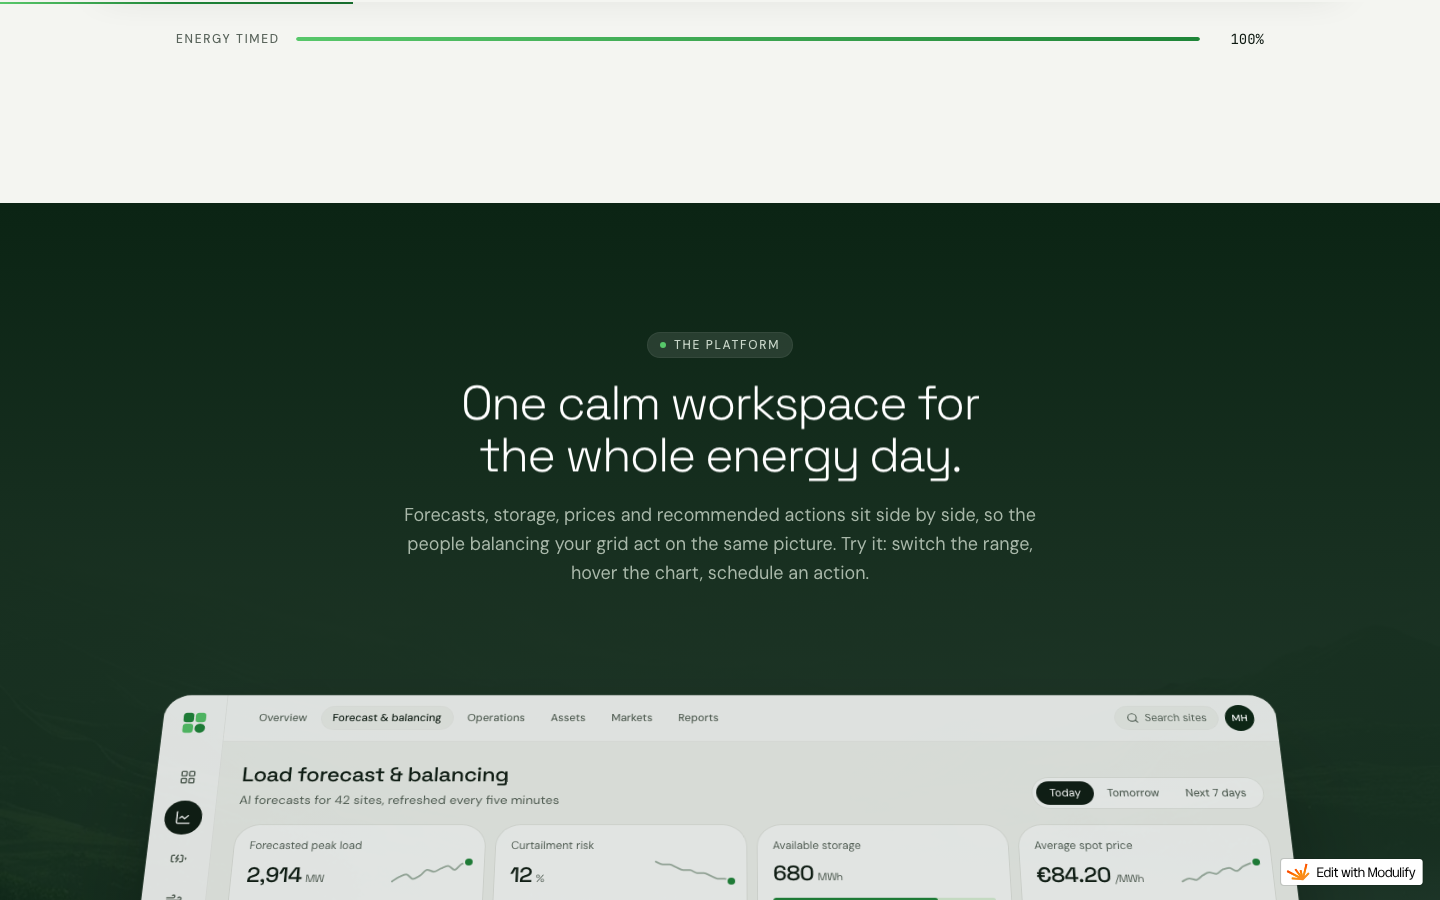 ENERGY TIMED 100%
THE PLATFORM
One calm workspace for
the whole energy day.
Forecasts, storage, prices and recommended actions sit side by side, so the
people balancing your grid act on the same picture. Try it: switch the range,
hover the chart, schedule an action.
Overview Forecast & balancing Operations Assets Markets Reports Search sites MH
Load forecast & balancing
AI forecasts for 42 sites, refreshed every five minutes
Today Tomorrow Next 7 days
Forecasted peak load
2,914 MW
Curtailment risk
12 %
Available storage
680 MWh
Average spot price
€84.20 /MWh
Edit with Modulify